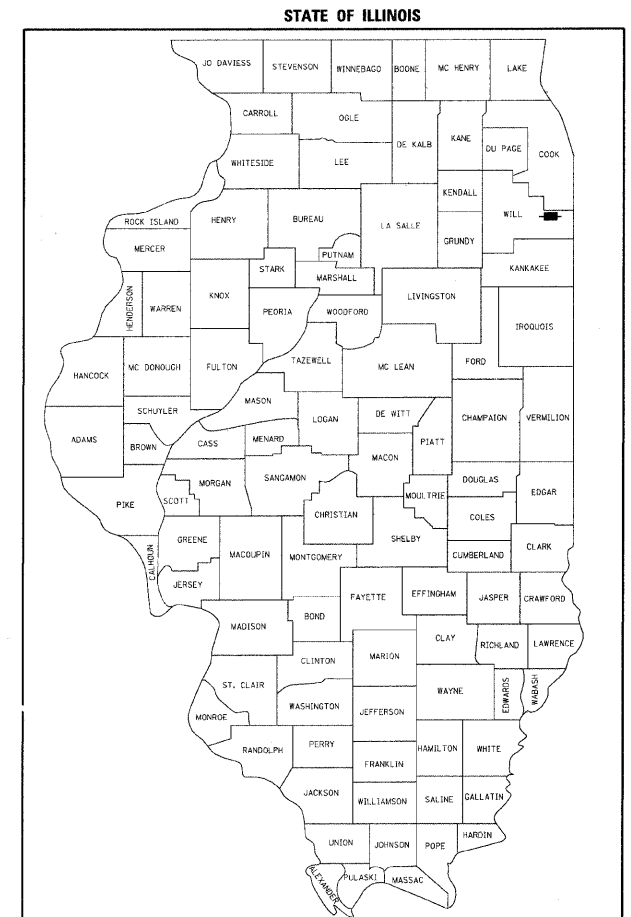 STATE OF ILLINOIS
JO DAVIESS
STEVENSON
WINNEBAGO
BOONE
MC HENRY
LAKE
CARROLL
OGLE
DE KALB
KANE
DU PAGE
COOK
WHITESIDE
LEE
KENDALL
ROCK ISLAND
HENRY
BUREAU
LA SALLE
WILL
MERCER
PUTNAM
GRUNDY
STARK
MARSHALL
KANKAKEE
HENDERSON
WARREN
KNOX
PEORIA
WOODFORD
LIVINGSTON
IROQUOIS
HANCOCK
MC DONOUGH
FULTON
TAZEWELL
MC LEAN
FORD
MASON
SCHUYLER
LOGAN
DE WITT
CHAMPAIGN
VERMILION
ADAMS
BROWN
CASS
MENARD
MACON
PIATT
PIKE
SCOTT
MORGAN
SANGAMON
DOUGLAS
EDGAR
MOULTRIE
CHRISTIAN
COLES
CALHOUN
GREENE
MACOUPIN
MONTGOMERY
SHELBY
CUMBERLAND
CLARK
JERSEY
FAYETTE
EFFINGHAM
JASPER
CRAWFORD
MADISON
BOND
CLAY
RICHLAND
LAWRENCE
CLINTON
MARION
ST. CLAIR
WAYNE
EDWARDS
WABASH
MONROE
WASHINGTON
JEFFERSON
RANDOLPH
PERRY
HAMILTON
WHITE
FRANKLIN
JACKSON
WILLIAMSON
SALINE
GALLATIN
UNION
JOHNSON
POPE
HARDIN
ALEXANDER
PULASKI
MASSAC